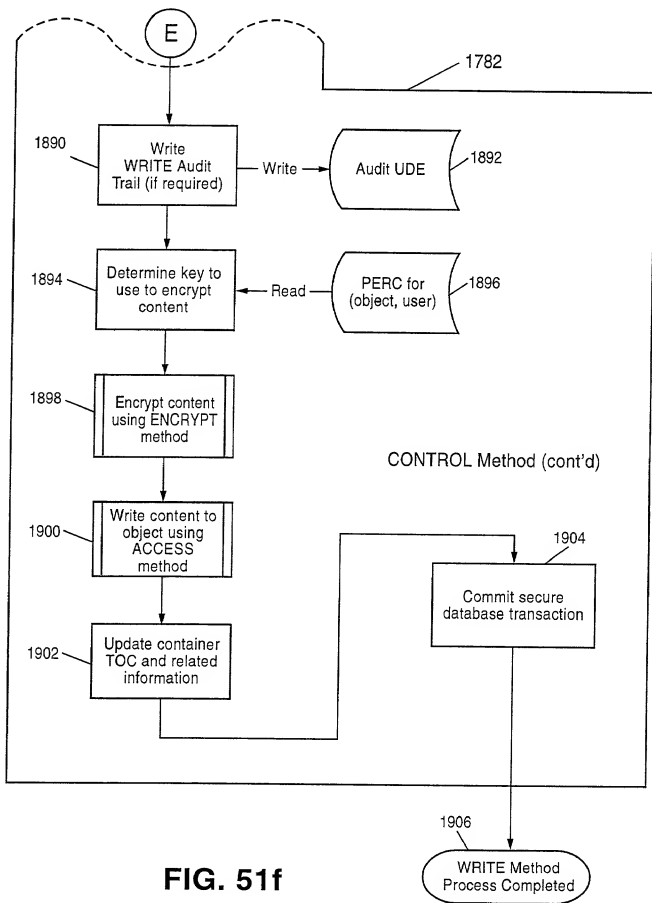 E
1782
1890
Write
WRITE Audit
Trail (if required)
Write
Audit UDE
1892
1894
Determine key to
use to encrypt
content
Read
PERC for
(object, user)
1896
1898
Encrypt content
using ENCRYPT
method
CONTROL Method (cont'd)
1900
Write content to
object using
ACCESS
method
1904
Commit secure
database transaction
1902
Update container
TOC and related
information
1906
WRITE Method
Process Completed
FIG. 51f